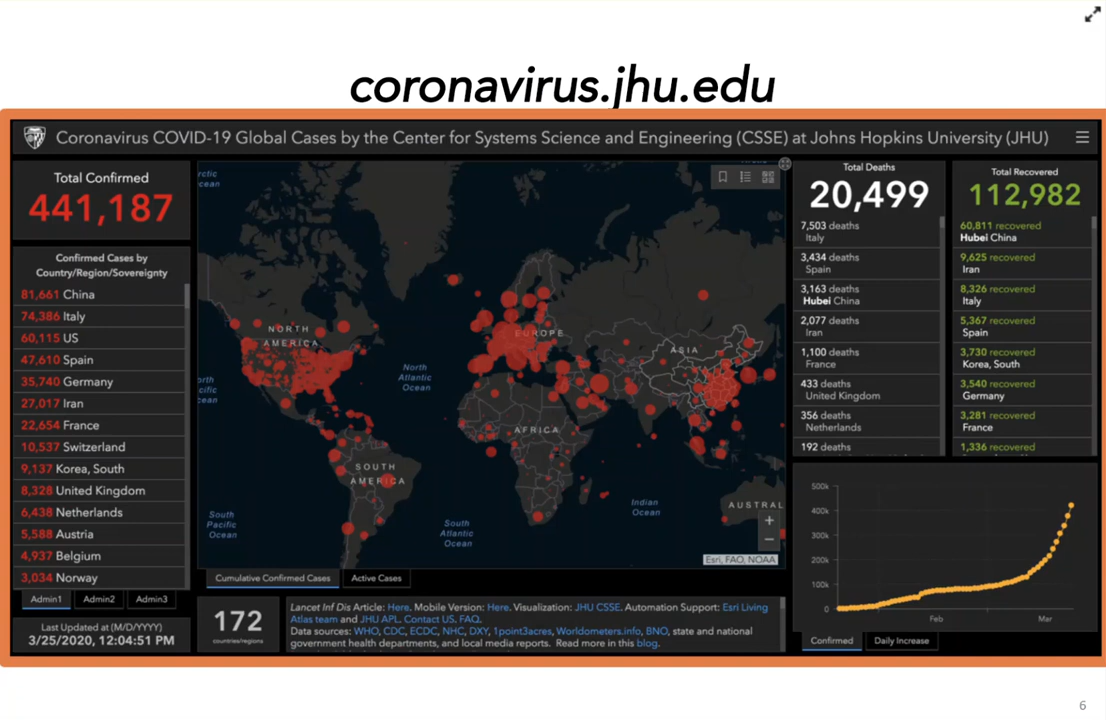 coronavirus.jhu.edu
Coronavirus COVID-19 Global Cases by the Center for Systems Science and Engineering (CSSE) at Johns Hopkins University (JHU)
Total Confirmed
441,187
Confirmed Cases by
Country/Region/Sovereignty
81,661 China
74,386 Italy
60,115 US
47,610 Spain
35,740 Germany
27,017 Iran
22,654 France
10,537 Switzerland
9,137 Korea, South
8,328 United Kingdom
6,438 Netherlands
5,588 Austria
4,937 Belgium
3,034 Norway
Admin1 Admin2 Admin3
Last Updated at (M/D/YYYY)
3/25/2020, 12:04:51 PM
rctic
cean
NORTH
AMERICA
orth
cific
cean
North
Atlantic
Ocean
EUROPE
ASIA
AFRICA
SOUTH
AMERICA
South
Pacific
Ocean
South
Atlantic
Ocean
Indian
Ocean
AUSTRAL
+
−
Esri, FAO, NOAA
Cumulative Confirmed Cases Active Cases
172
countries/regions
Lancet Inf Dis Article: Here. Mobile Version: Here. Visualization: JHU CSSE. Automation Support: Esri Living
Atlas team and JHU APL. Contact US. FAQ.
Data sources: WHO, CDC, ECDC, NHC, DXY, 1point3acres, Worldometers.info, BNO, state and national
government health departments, and local media reports. Read more in this blog.
Total Deaths
20,499
7,503 deaths
Italy
3,434 deaths
Spain
3,163 deaths
Hubei China
2,077 deaths
Iran
1,100 deaths
France
433 deaths
United Kingdom
356 deaths
Netherlands
192 deaths
Total Recovered
112,982
60,811 recovered
Hubei China
9,625 recovered
Iran
8,326 recovered
Italy
5,367 recovered
Spain
3,730 recovered
Korea, South
3,540 recovered
Germany
3,281 recovered
France
1,336 recovered
500k
400k
300k
200k
100k
0
Feb Mar
Confirmed Daily Increase
6